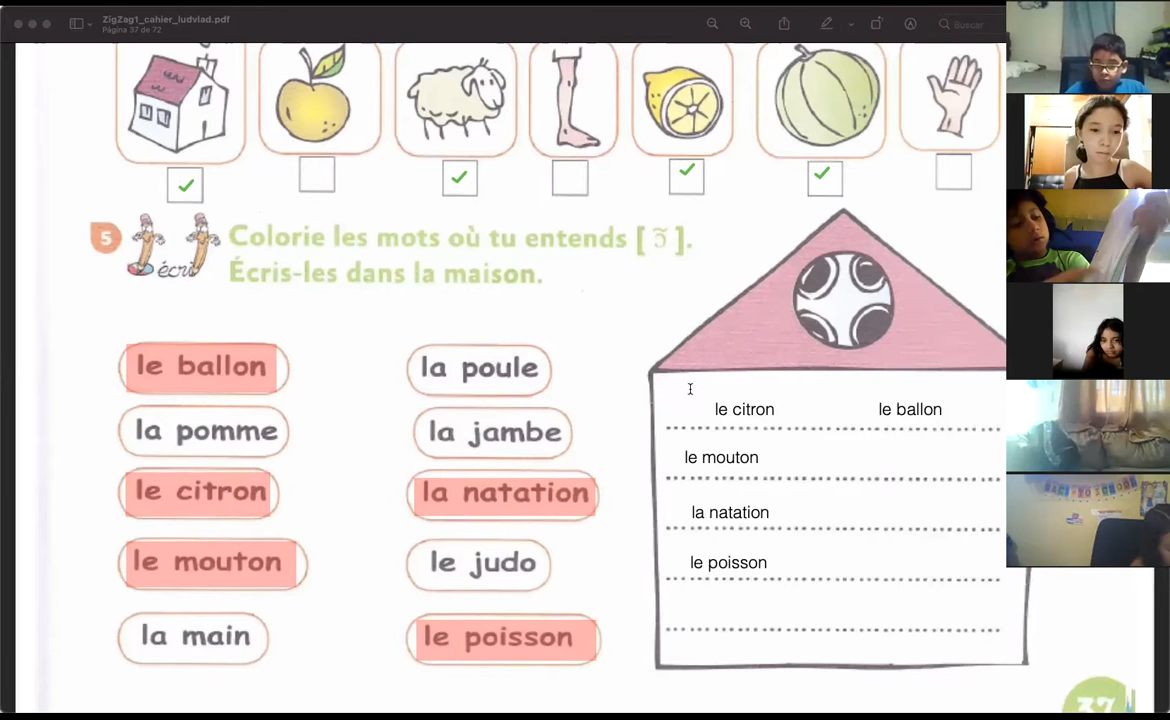 ZigZag1_cahier_ludvlad.pdf
Página 37 de 72
Buscar
5
écri
Colorie les mots où tu entends [ ɔ̃ ].
Écris-les dans la maison.
le ballon
la pomme
le citron
le mouton
la main
la poule
la jambe
la natation
le judo
le poisson
le citron le ballon
le mouton
la natation
le poisson
37